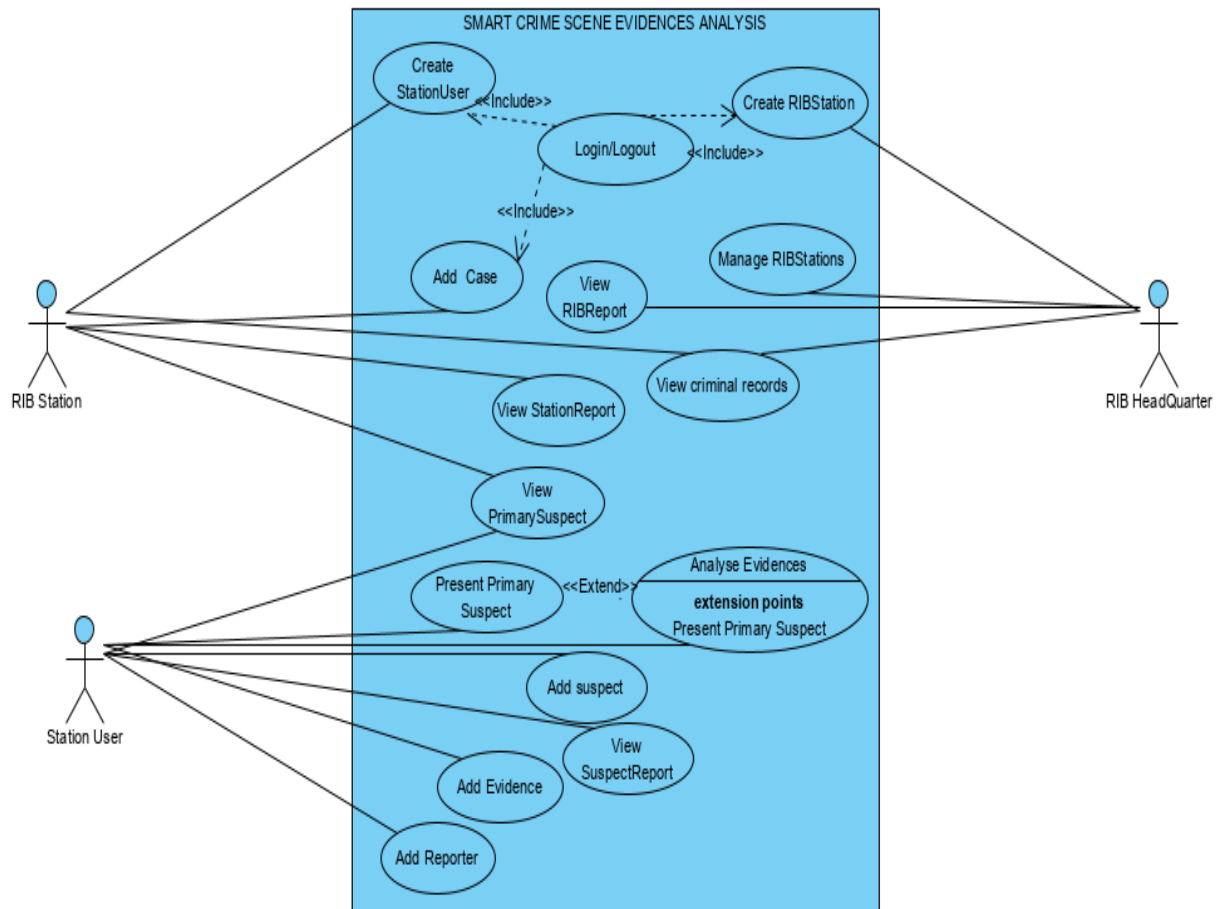 SMART CRIME SCENE EVIDENCES ANALYSIS
Create
StationUser
<<Include>>
Create RIBStation
Login/Logout
<<Include>>
<<Include>>
Add Case
View
RIBReport
Manage RIBStations
RIB Station
View criminal records
RIB HeadQuarter
View StationReport
View
PrimarySuspect
Present Primary
Suspect
<<Extend>>
Analyse Evidences
extension points
Present Primary Suspect
Station User
Add suspect
View
SuspectReport
Add Evidence
Add Reporter